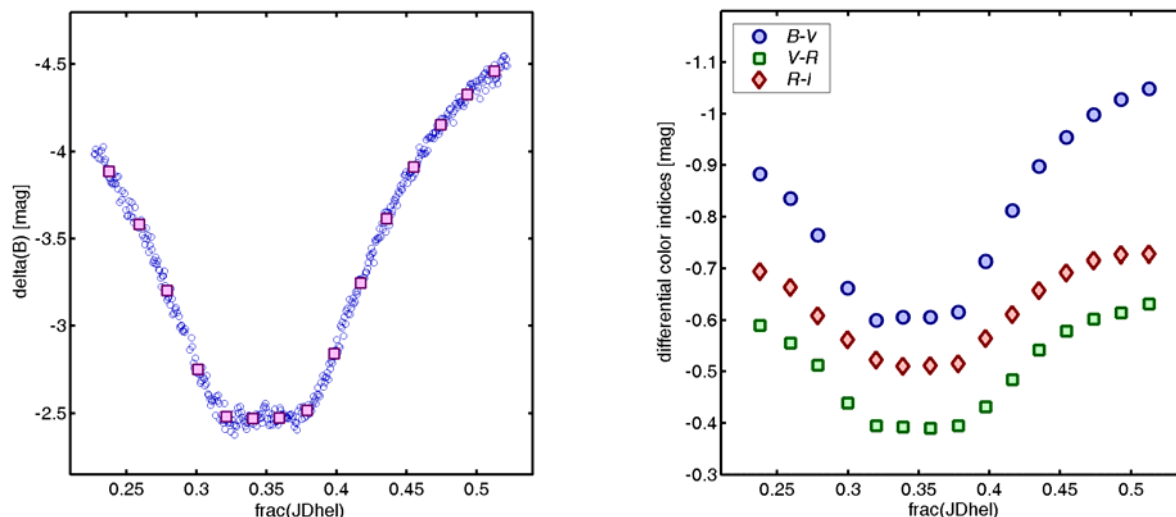 -4.5
-4
-3.5
-3
-2.5
delta(B) [mag]
0.25 0.3 0.35 0.4 0.45 0.5
frac(JDhel)
B-V
V-R
R-I
-1.1
-1
-0.9
-0.8
-0.7
-0.6
-0.5
-0.4
-0.3
differential color indices [mag]
0.25 0.3 0.35 0.4 0.45 0.5
frac(JDhel)